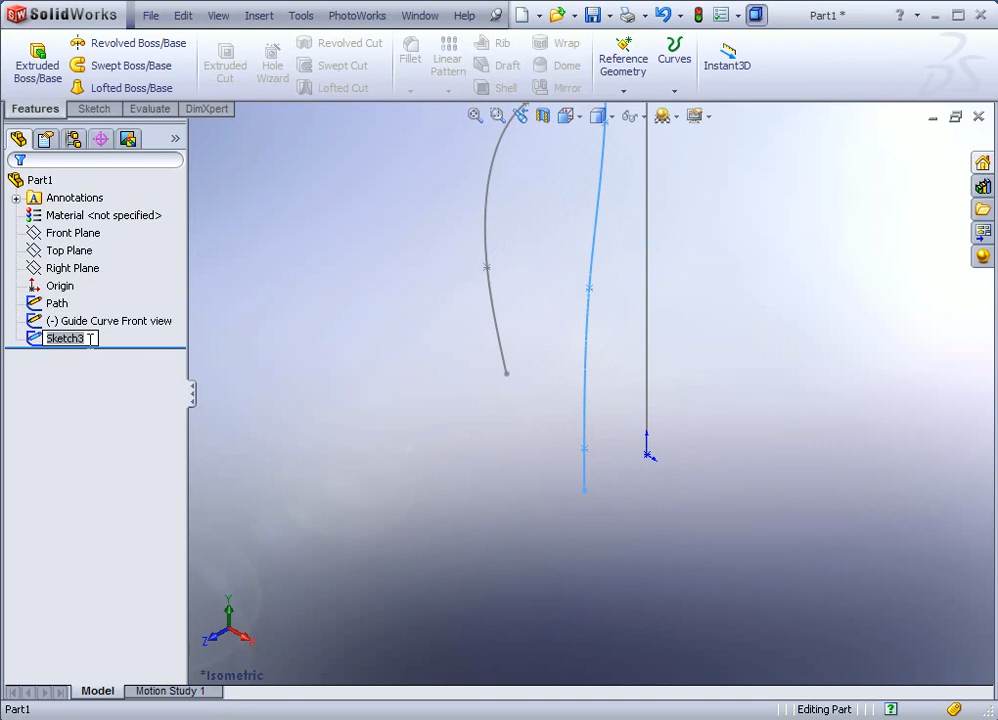 SolidWorks File Edit View Insert Tools PhotoWorks Window Help Part1 *
Extruded Boss/Base
Revolved Boss/Base
Swept Boss/Base
Lofted Boss/Base
Extruded Cut
Hole Wizard
Revolved Cut
Swept Cut
Lofted Cut
Fillet
Linear Pattern
Rib
Draft
Shell
Wrap
Dome
Mirror
Reference Geometry
Curves
Instant3D
Features Sketch Evaluate DimXpert
Part1
Annotations
Material <not specified>
Front Plane
Top Plane
Right Plane
Origin
Path
(-) Guide Curve Front view
Sketch3
Y
Z
X
*Isometric
Model Motion Study 1
Part1 Editing Part